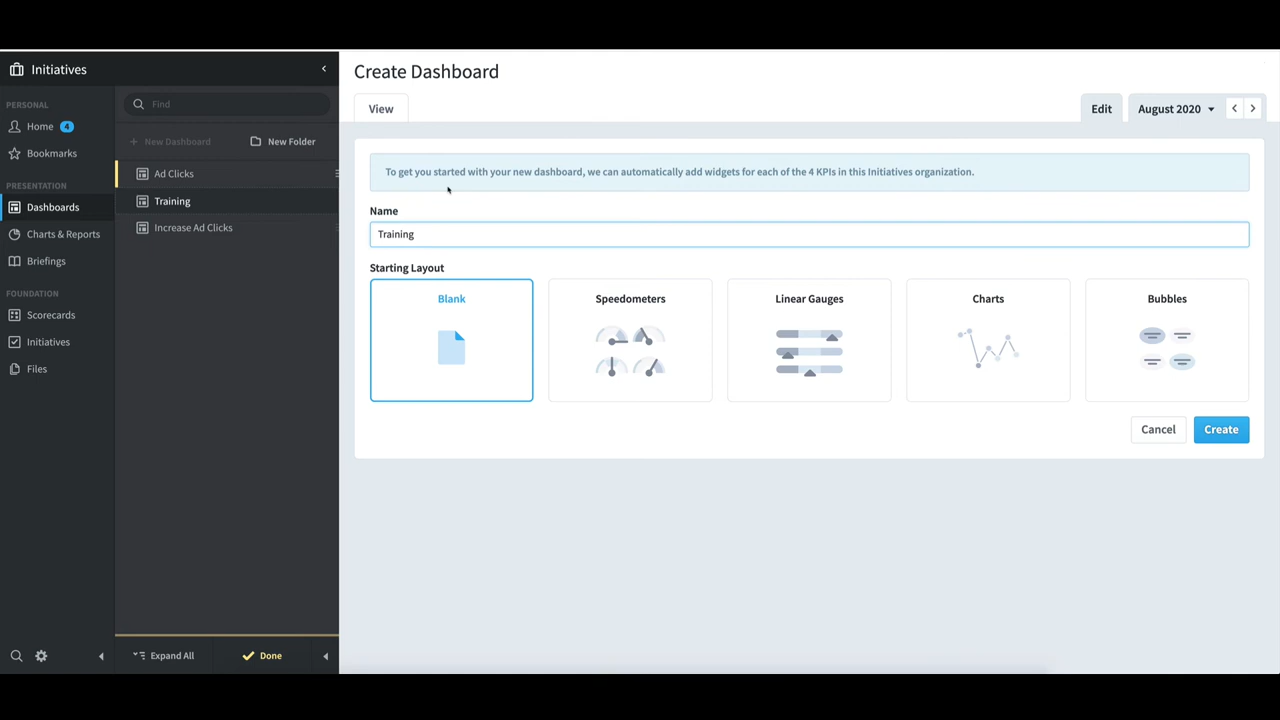 Initiatives
PERSONAL
Home 4
Bookmarks
PRESENTATION
Dashboards
Charts & Reports
Briefings
FOUNDATION
Scorecards
Initiatives
Files
Find
New Dashboard
New Folder
Ad Clicks
Training
Increase Ad Clicks
Expand All
Done
Create Dashboard
View
Edit
August 2020
To get you started with your new dashboard, we can automatically add widgets for each of the 4 KPIs in this Initiatives organization.
Name
Training
Starting Layout
Blank
Speedometers
Linear Gauges
Charts
Bubbles
Cancel
Create